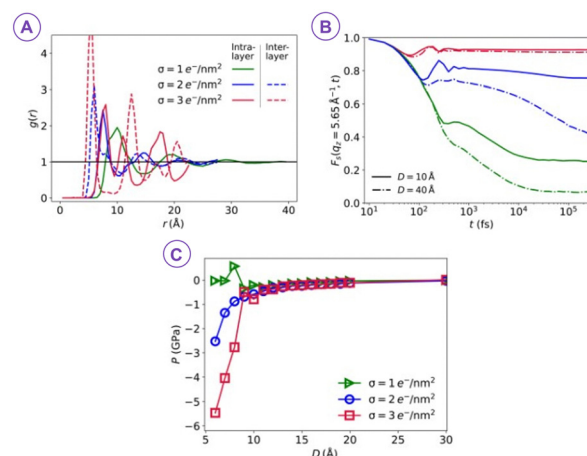 A
Intra-
layer
Inter-
layer
σ = 1 e⁻/nm²
σ = 2 e⁻/nm²
σ = 3 e⁻/nm²
g(r)
4
3
2
1
0
0 10 20 30 40
r (Å)
B
1.0
0.8
0.6
0.4
0.2
0.0
Fs(qz = 5.65 Å⁻¹, t)
D = 10 Å
D = 40 Å
10¹ 10² 10³ 10⁴ 10⁵
t (fs)
C
0
−1
−2
−3
−4
−5
−6
P (GPa)
σ = 1 e⁻/nm²
σ = 2 e⁻/nm²
σ = 3 e⁻/nm²
5 10 15 20 25 30
D (Å)